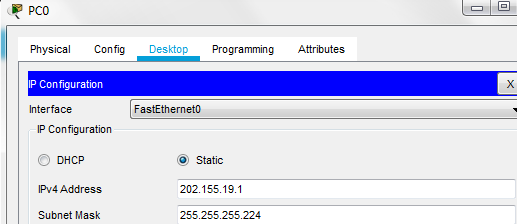 PC0
Physical Config Desktop Programming Attributes
IP Configuration X
Interface FastEthernet0
IP Configuration
DHCP Static
IPv4 Address 202.155.19.1
Subnet Mask 255.255.255.224